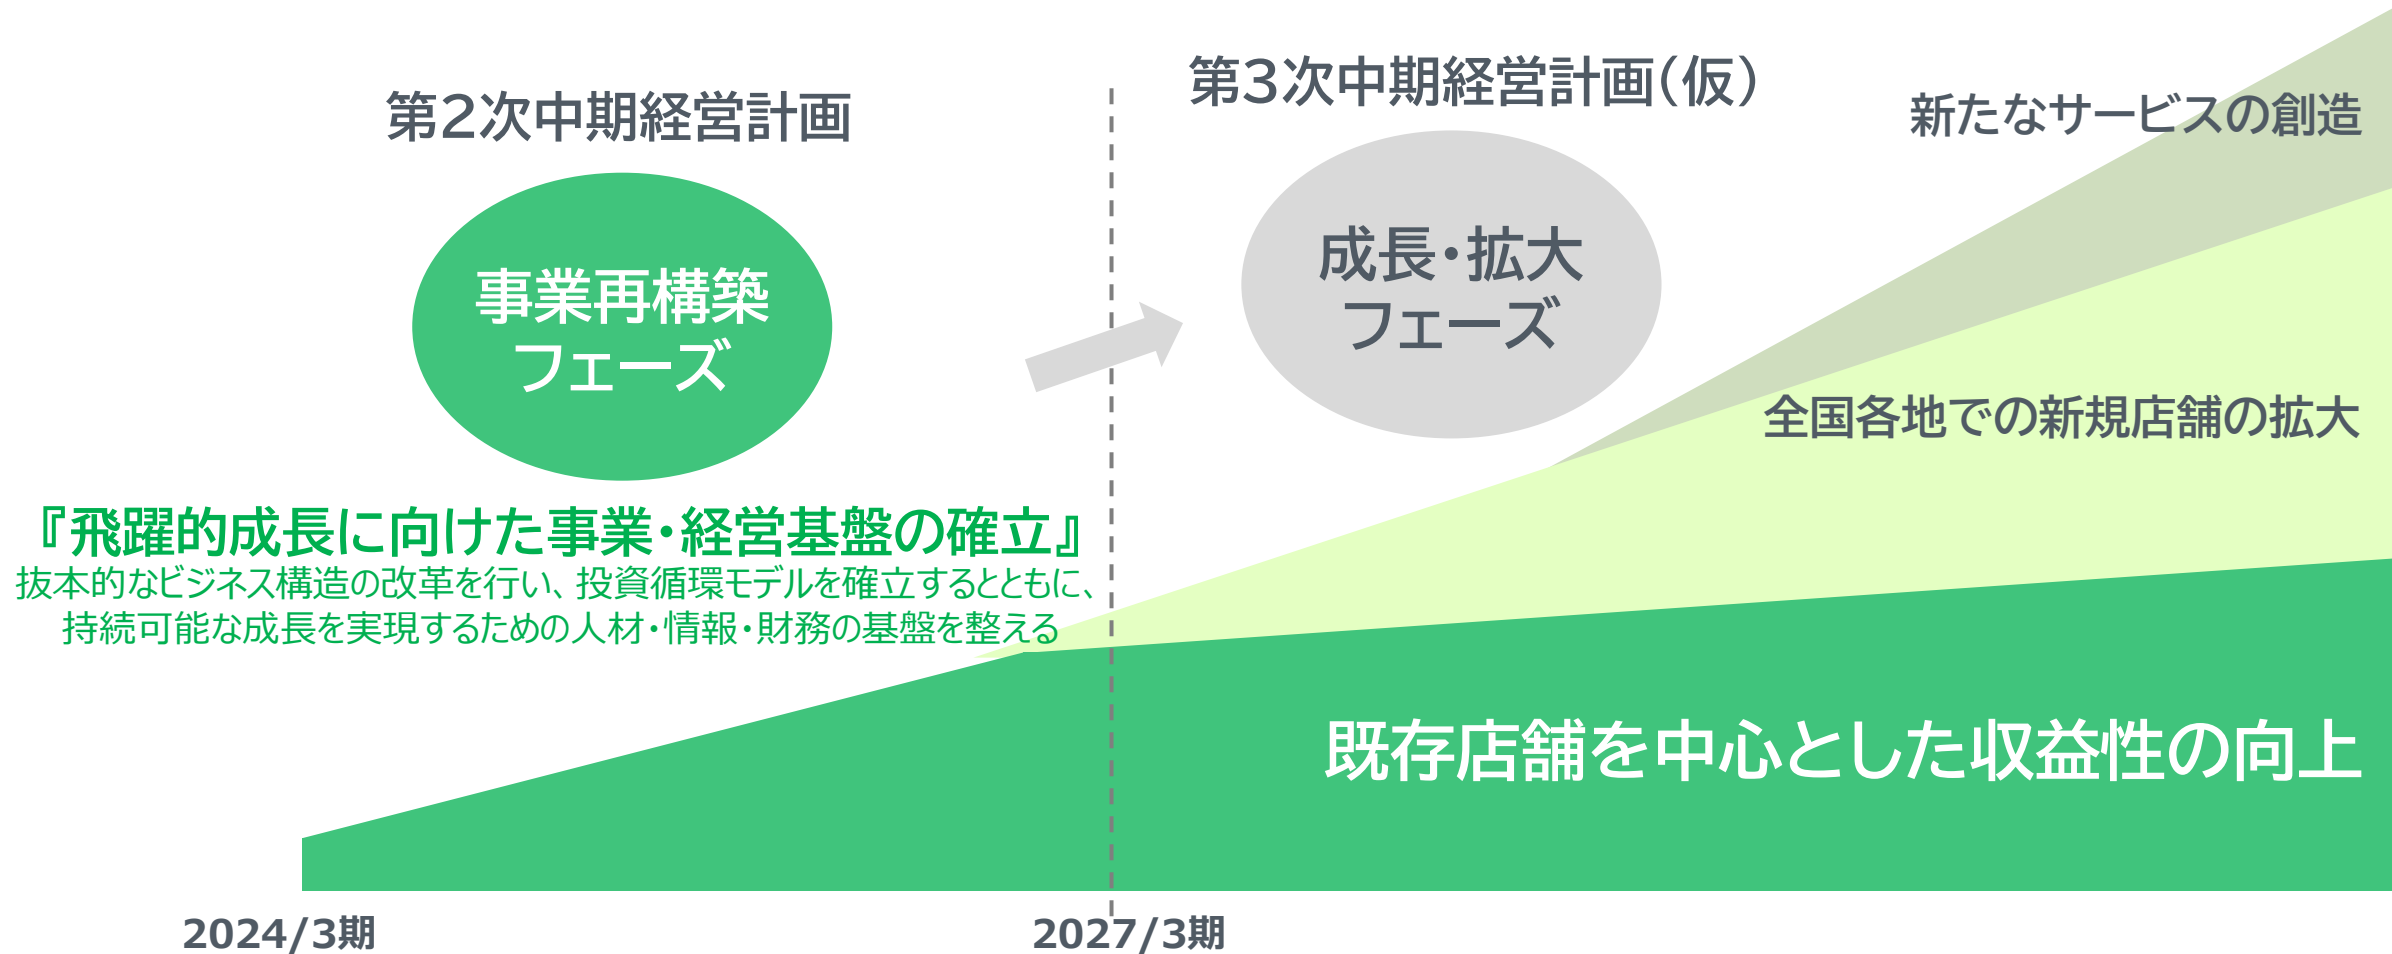 第2次中期経営計画
事業再構築
フェーズ
『飛躍的成長に向けた事業・経営基盤の確立』
抜本的なビジネス構造の改革を行い、投資循環モデルを確立するとともに、
持続可能な成長を実現するための人材・情報・財務の基盤を整える
第3次中期経営計画（仮）
成長・拡大
フェーズ
新たなサービスの創造
全国各地での新規店舗の拡大
既存店舗を中心とした収益性の向上
2024/3期
2027/3期